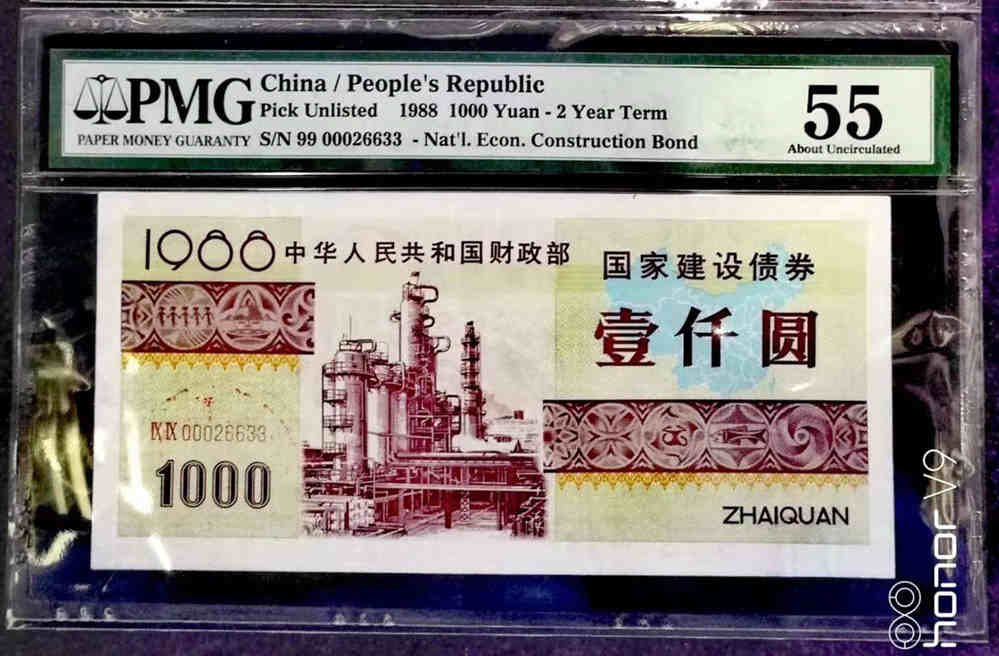 PMG
PAPER MONEY GUARANTY
China / People's Republic
Pick Unlisted 1988 1000 Yuan - 2 Year Term
S/N 99 00026633 - Nat'l. Econ. Construction Bond
55
About Uncirculated
1988 中华人民共和国财政部
国家建设债券
壹仟圆
IX IX 00026633
1000
ZHAIQUAN
honor V9